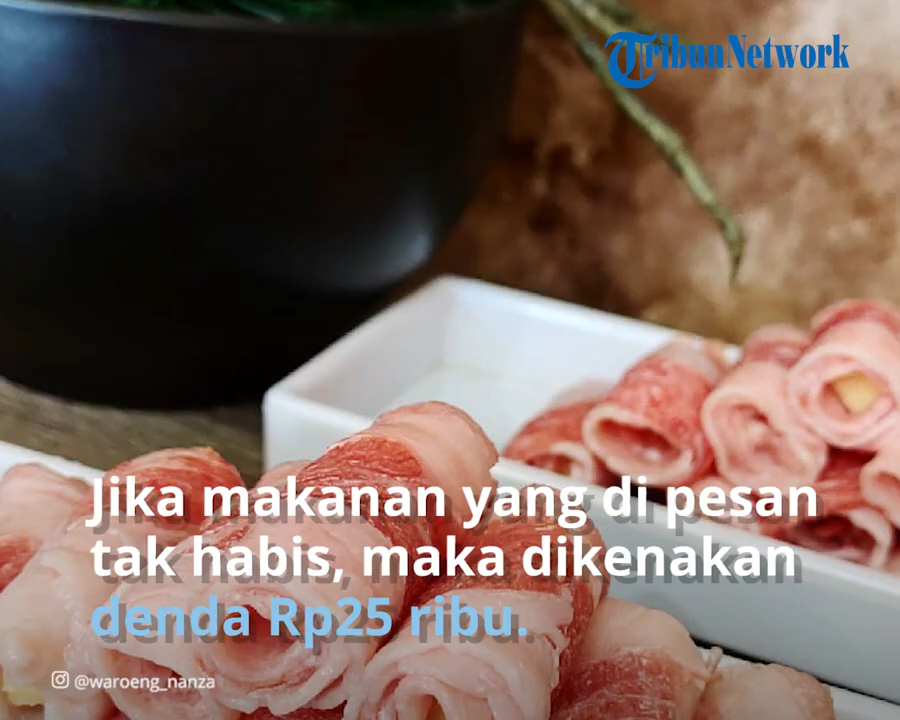 TribunNetwork
Jika makanan yang di pesan
tak habis, maka dikenakan
denda Rp25 ribu.
@waroeng_nanza